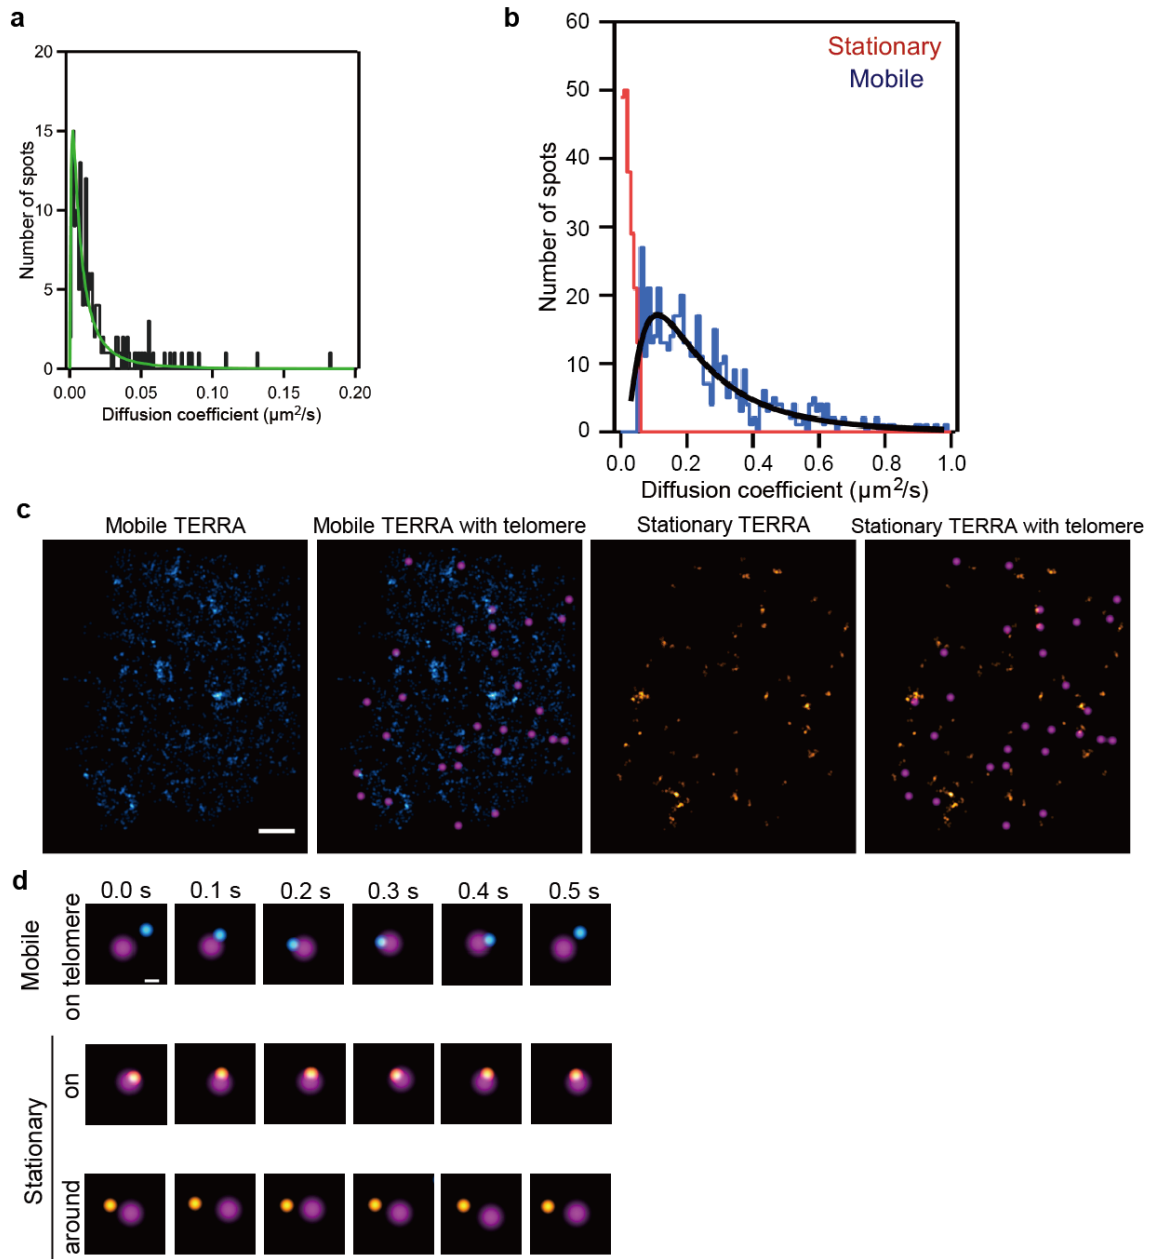 a
20
15
10
5
0
Number of spots
0.00 0.05 0.10 0.15 0.20
Diffusion coefficient (µm²/s)
b
60
50
40
30
20
10
0
Number of spots
Stationary
Mobile
0.0 0.2 0.4 0.6 0.8 1.0
Diffusion coefficient (µm²/s)
c
Mobile TERRA
Mobile TERRA with telomere
Stationary TERRA
Stationary TERRA with telomere
d
0.0 s 0.1 s 0.2 s 0.3 s 0.4 s 0.5 s
Mobile
on telomere
Stationary
on
around